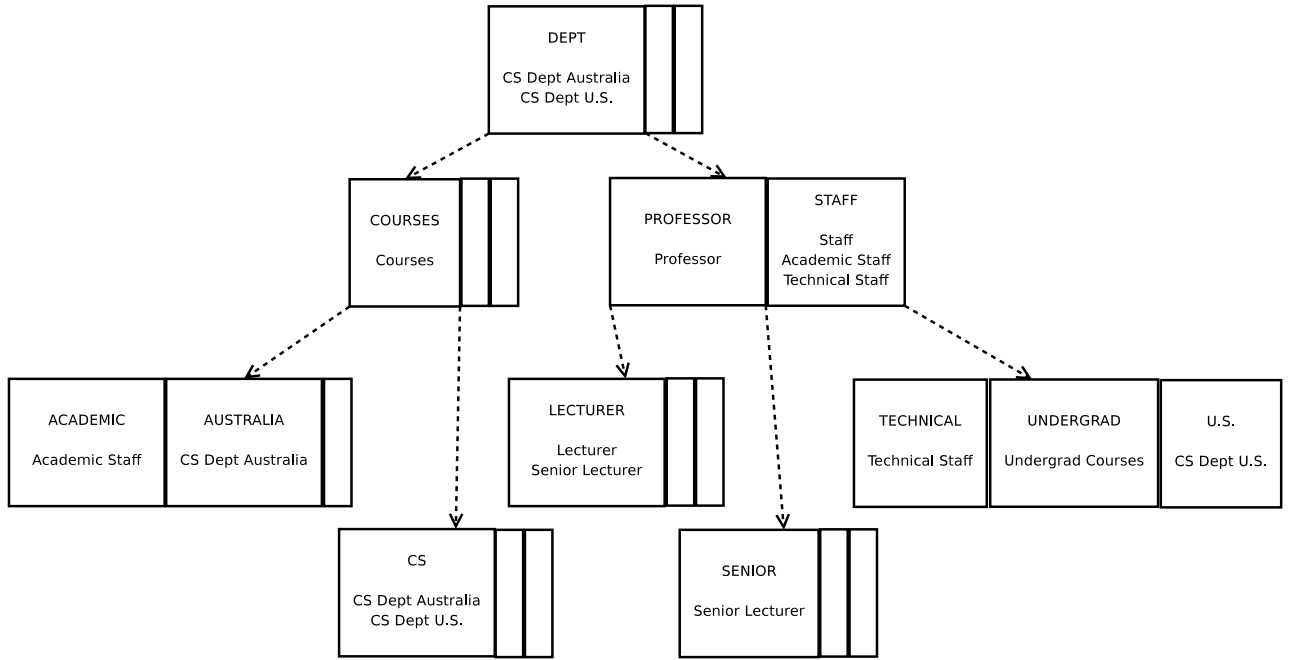 DEPT
CS Dept Australia
CS Dept U.S.
COURSES
Courses
PROFESSOR
Professor
STAFF
Staff
Academic Staff
Technical Staff
ACADEMIC
Academic Staff
AUSTRALIA
CS Dept Australia
LECTURER
Lecturer
Senior Lecturer
TECHNICAL
Technical Staff
UNDERGRAD
Undergrad Courses
U.S.
CS Dept U.S.
CS
CS Dept Australia
CS Dept U.S.
SENIOR
Senior Lecturer